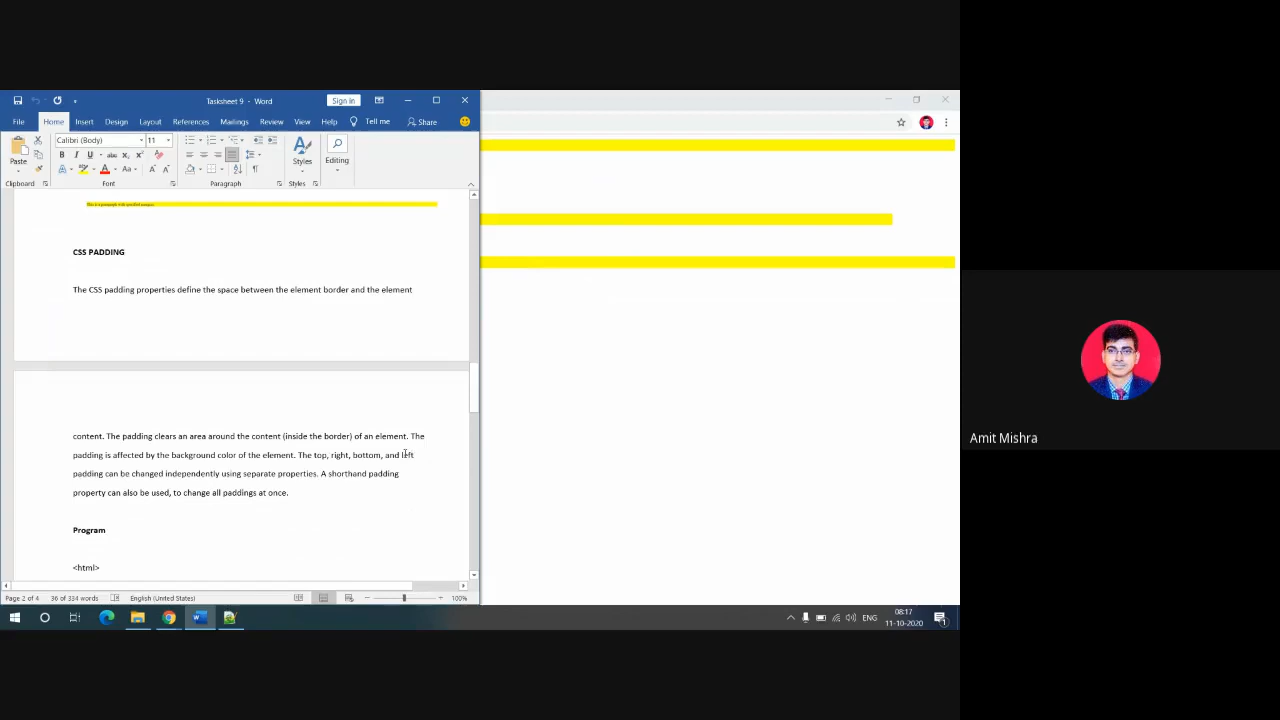 Tasksheet 9 - Word
Sign in
File Home Insert Design Layout References Mailings Review View Help Tell me Share
Calibri (Body) 11
Paste
Styles
Editing
Clipboard Font Paragraph Styles
This is a paragraph with specified margins.
CSS PADDING
The CSS padding properties define the space between the element border and the element
content. The padding clears an area around the content (inside the border) of an element. The
padding is affected by the background color of the element. The top, right, bottom, and left
padding can be changed independently using separate properties. A shorthand padding
property can also be used, to change all paddings at once.
Program
<html>
Page 2 of 4 36 of 334 words English (United States) 100%
ENG
08:17
11-10-2020
Amit Mishra